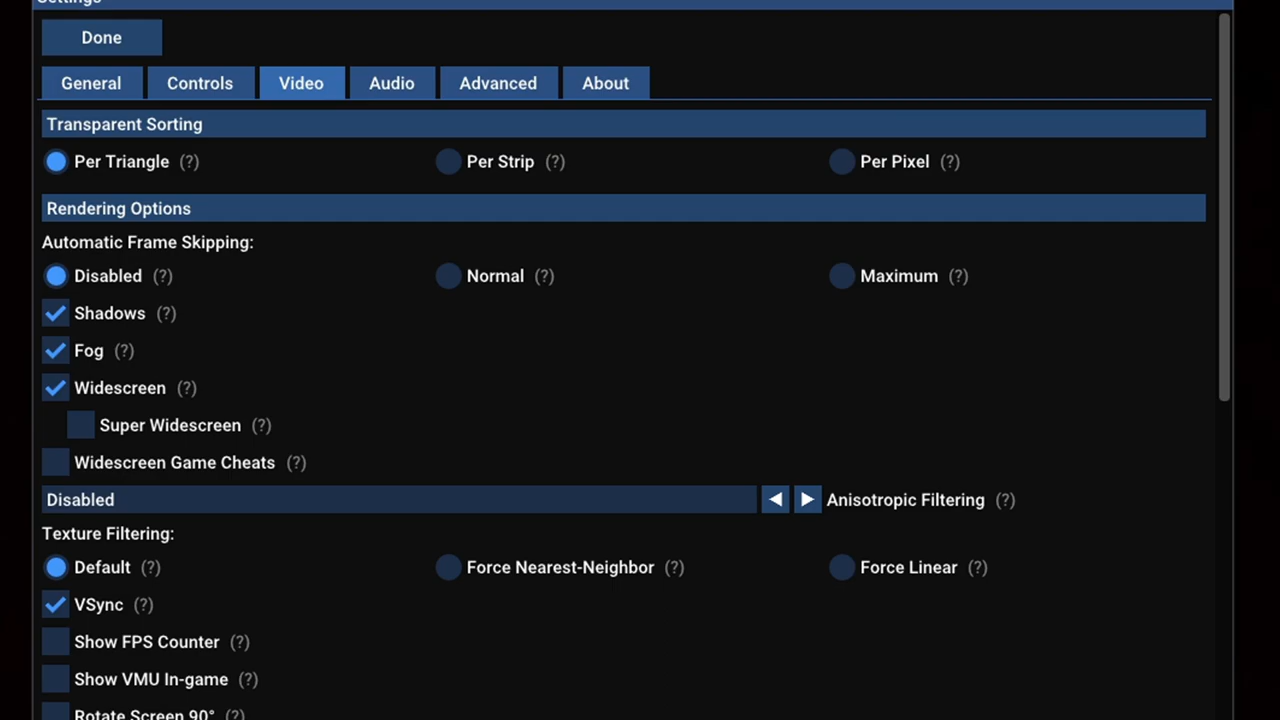 Settings
Done
General Controls Video Audio Advanced About
Transparent Sorting
Per Triangle (?) Per Strip (?) Per Pixel (?)
Rendering Options
Automatic Frame Skipping:
Disabled (?) Normal (?) Maximum (?)
Shadows (?)
Fog (?)
Widescreen (?)
Super Widescreen (?)
Widescreen Game Cheats (?)
Disabled Anisotropic Filtering (?)
Texture Filtering:
Default (?) Force Nearest-Neighbor (?) Force Linear (?)
VSync (?)
Show FPS Counter (?)
Show VMU In-game (?)
Rotate Screen 90° (?)